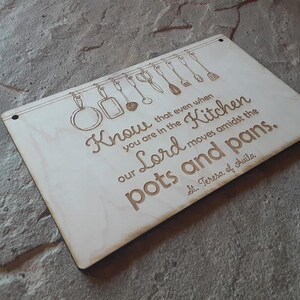 Know that even when
you are in the Kitchen
our Lord moves amidst the
pots and pans.
St. Teresa of Avila